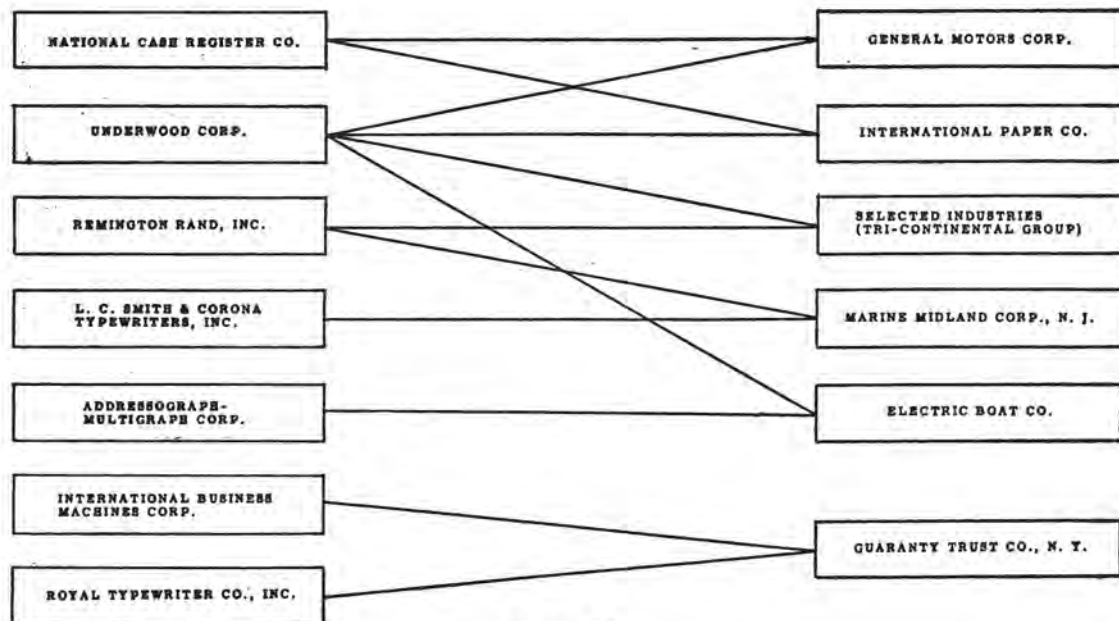 NATIONAL CASH REGISTER CO.
UNDERWOOD CORP.
REMINGTON RAND, INC.
L. C. SMITH & CORONA
TYPEWRITERS, INC.
ADDRESSOGRAPH-
MULTIGRAPH CORP.
INTERNATIONAL BUSINESS
MACHINES CORP.
ROYAL TYPEWRITER CO., INC.
GENERAL MOTORS CORP.
INTERNATIONAL PAPER CO.
SELECTED INDUSTRIES
(TRI-CONTINENTAL GROUP)
MARINE MIDLAND CORP., N. J.
ELECTRIC BOAT CO.
GUARANTY TRUST CO., N. Y.